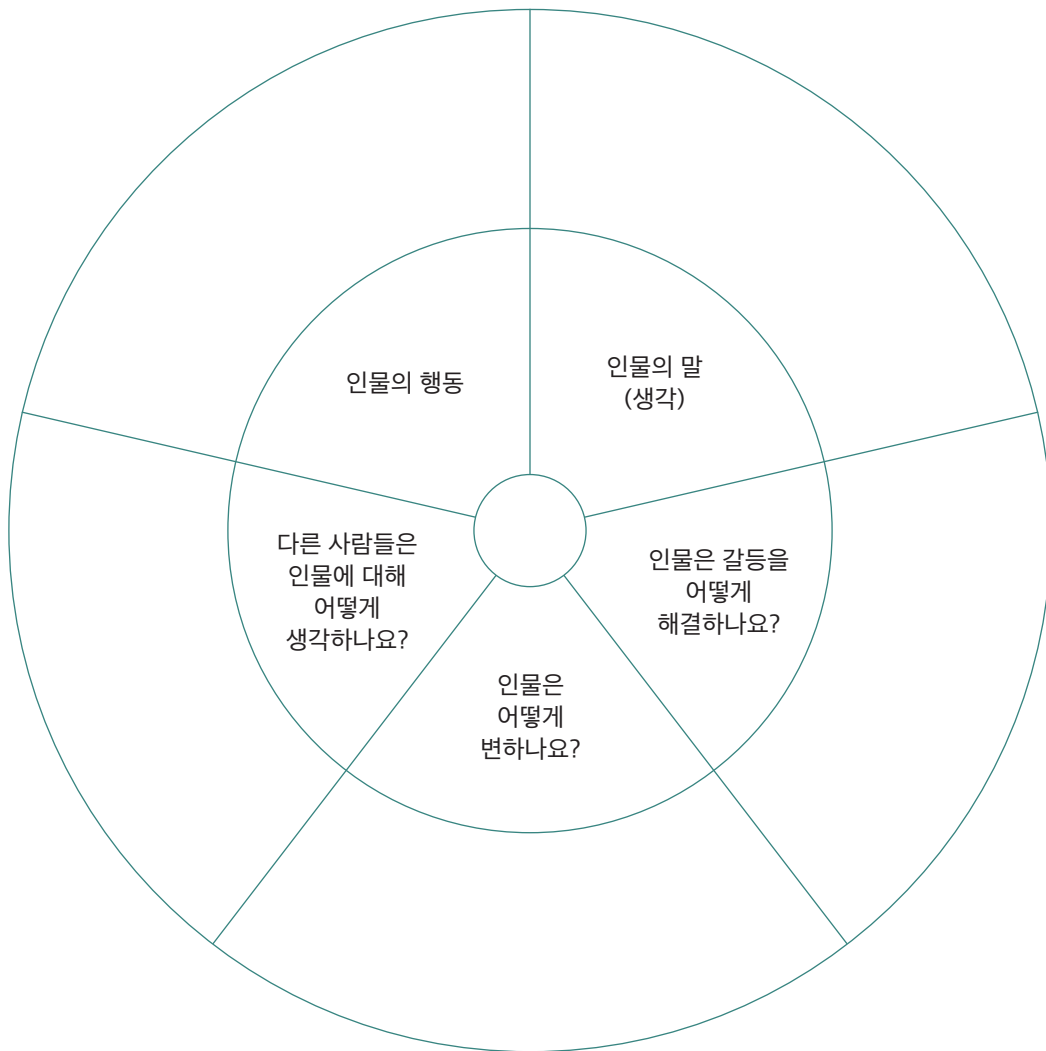 인물의 행동
인물의 말
(생각)
다른 사람들은
인물에 대해
어떻게
생각하나요?
인물은 갈등을
어떻게
해결하나요?
인물은
어떻게
변하나요?